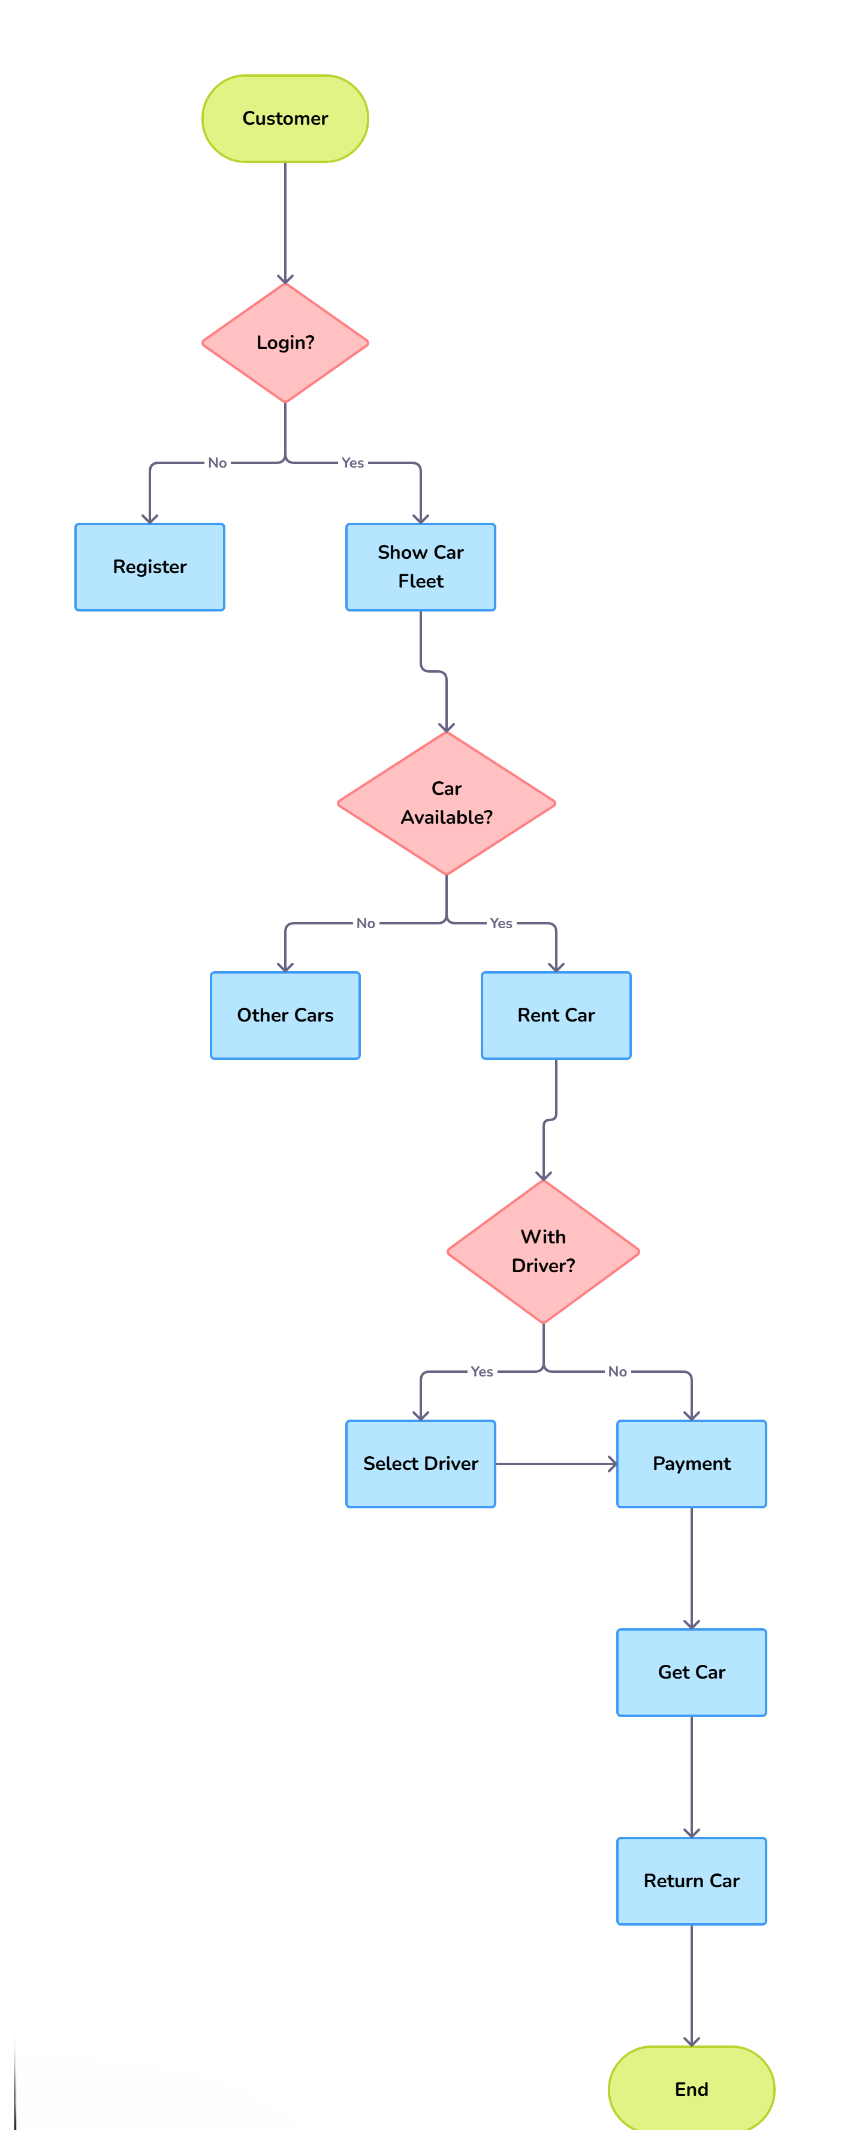 Customer
Login?
No
Yes
Register
Show Car
Fleet
Car
Available?
No
Yes
Other Cars
Rent Car
With
Driver?
Yes
No
Select Driver
Payment
Get Car
Return Car
End